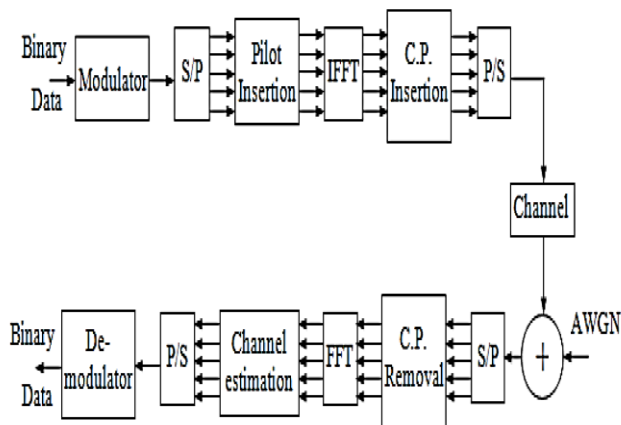 Binary
Data
Modulator
S/P
Pilot
Insertion
IFFT
C.P.
Insertion
P/S
Channel
AWGN
+
S/P
C.P.
Removal
FFT
Channel
estimation
P/S
De-
modulator
Binary
Data